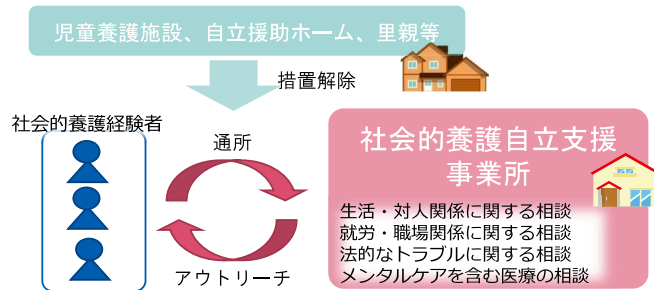 児童養護施設、自立援助ホーム、里親等
措置解除
社会的養護経験者
通所
アウトリーチ
社会的養護自立支援
事業所
生活・対人関係に関する相談
就労・職場関係に関する相談
法的なトラブルに関する相談
メンタルケアを含む医療の相談